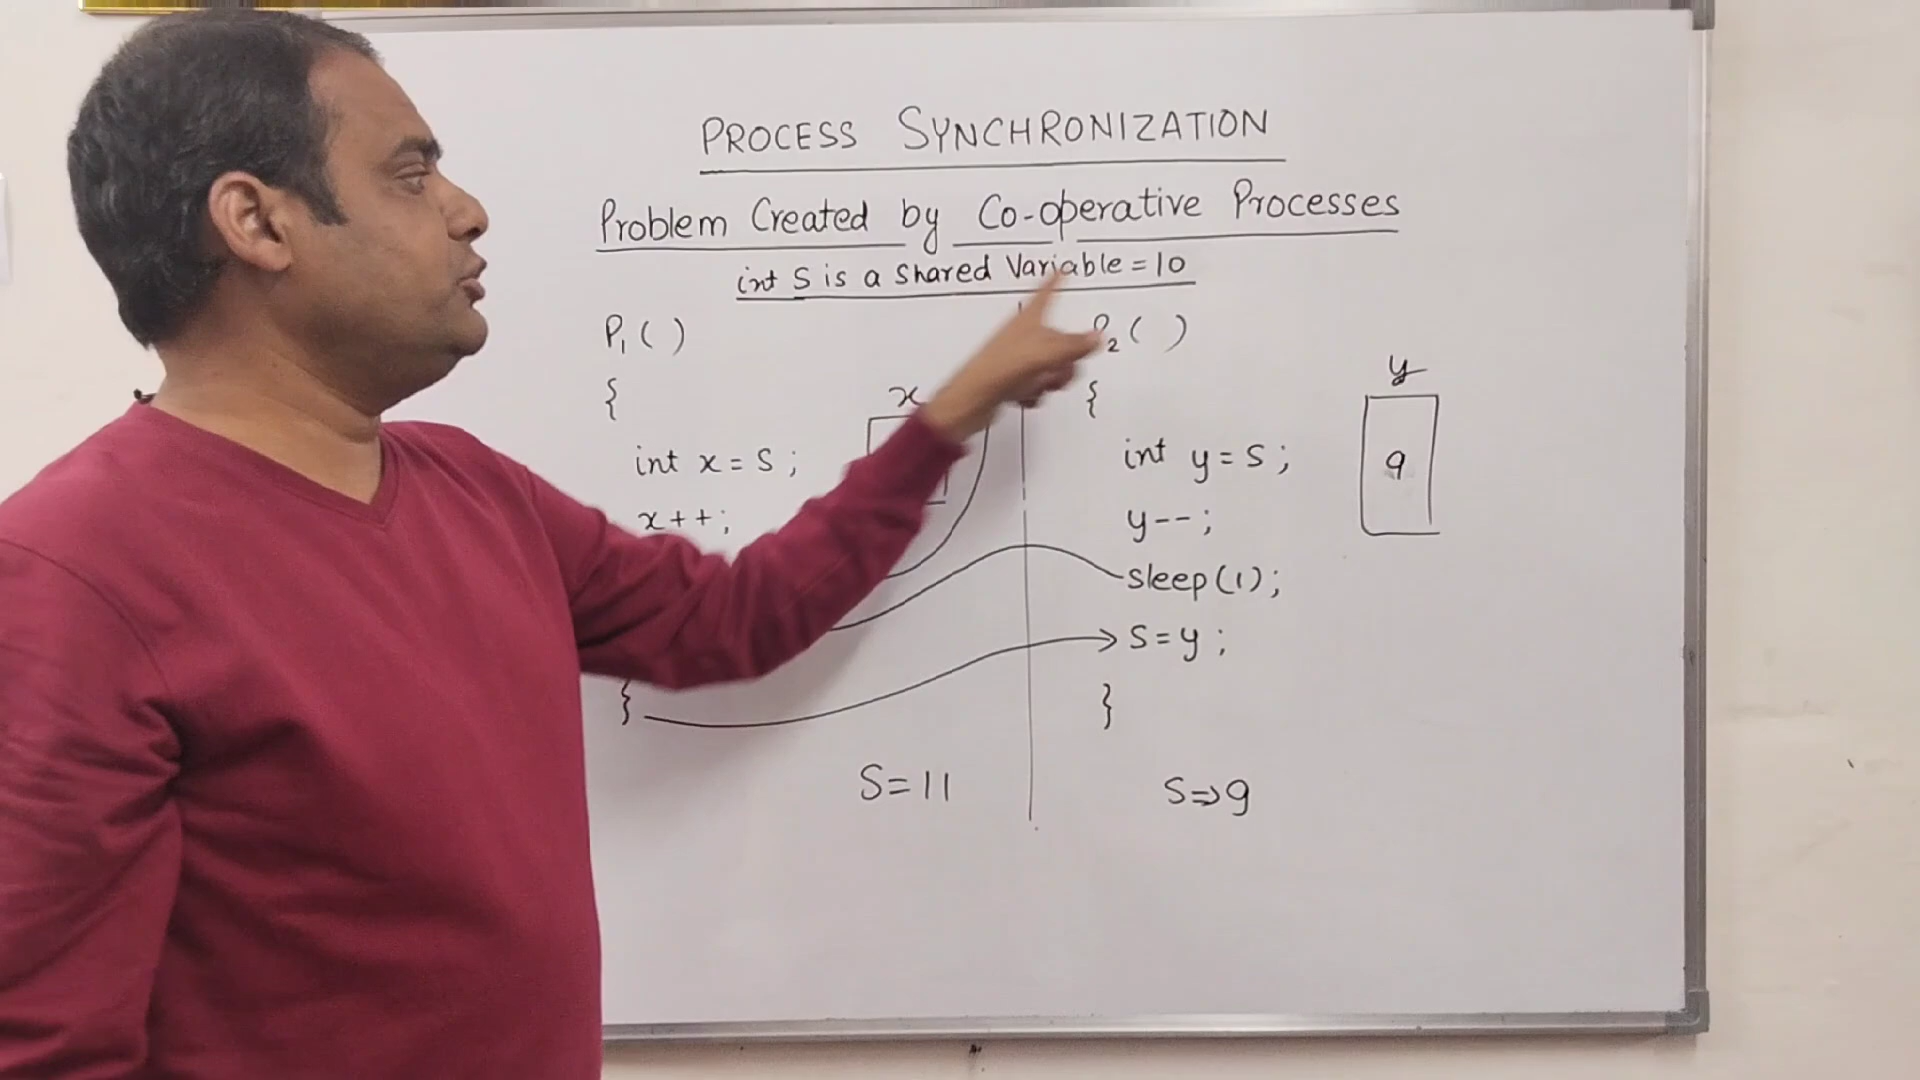 PROCESS SYNCHRONIZATION
Problem Created by Co-operative Processes
int S is a Shared Variable = 10
P1 ( )
{
int x = S ;
x + + ;
}
S = 11
x
P2 ( )
{
int y = S ;
y - - ;
sleep (1) ;
S = y ;
}
S => 9
y
9